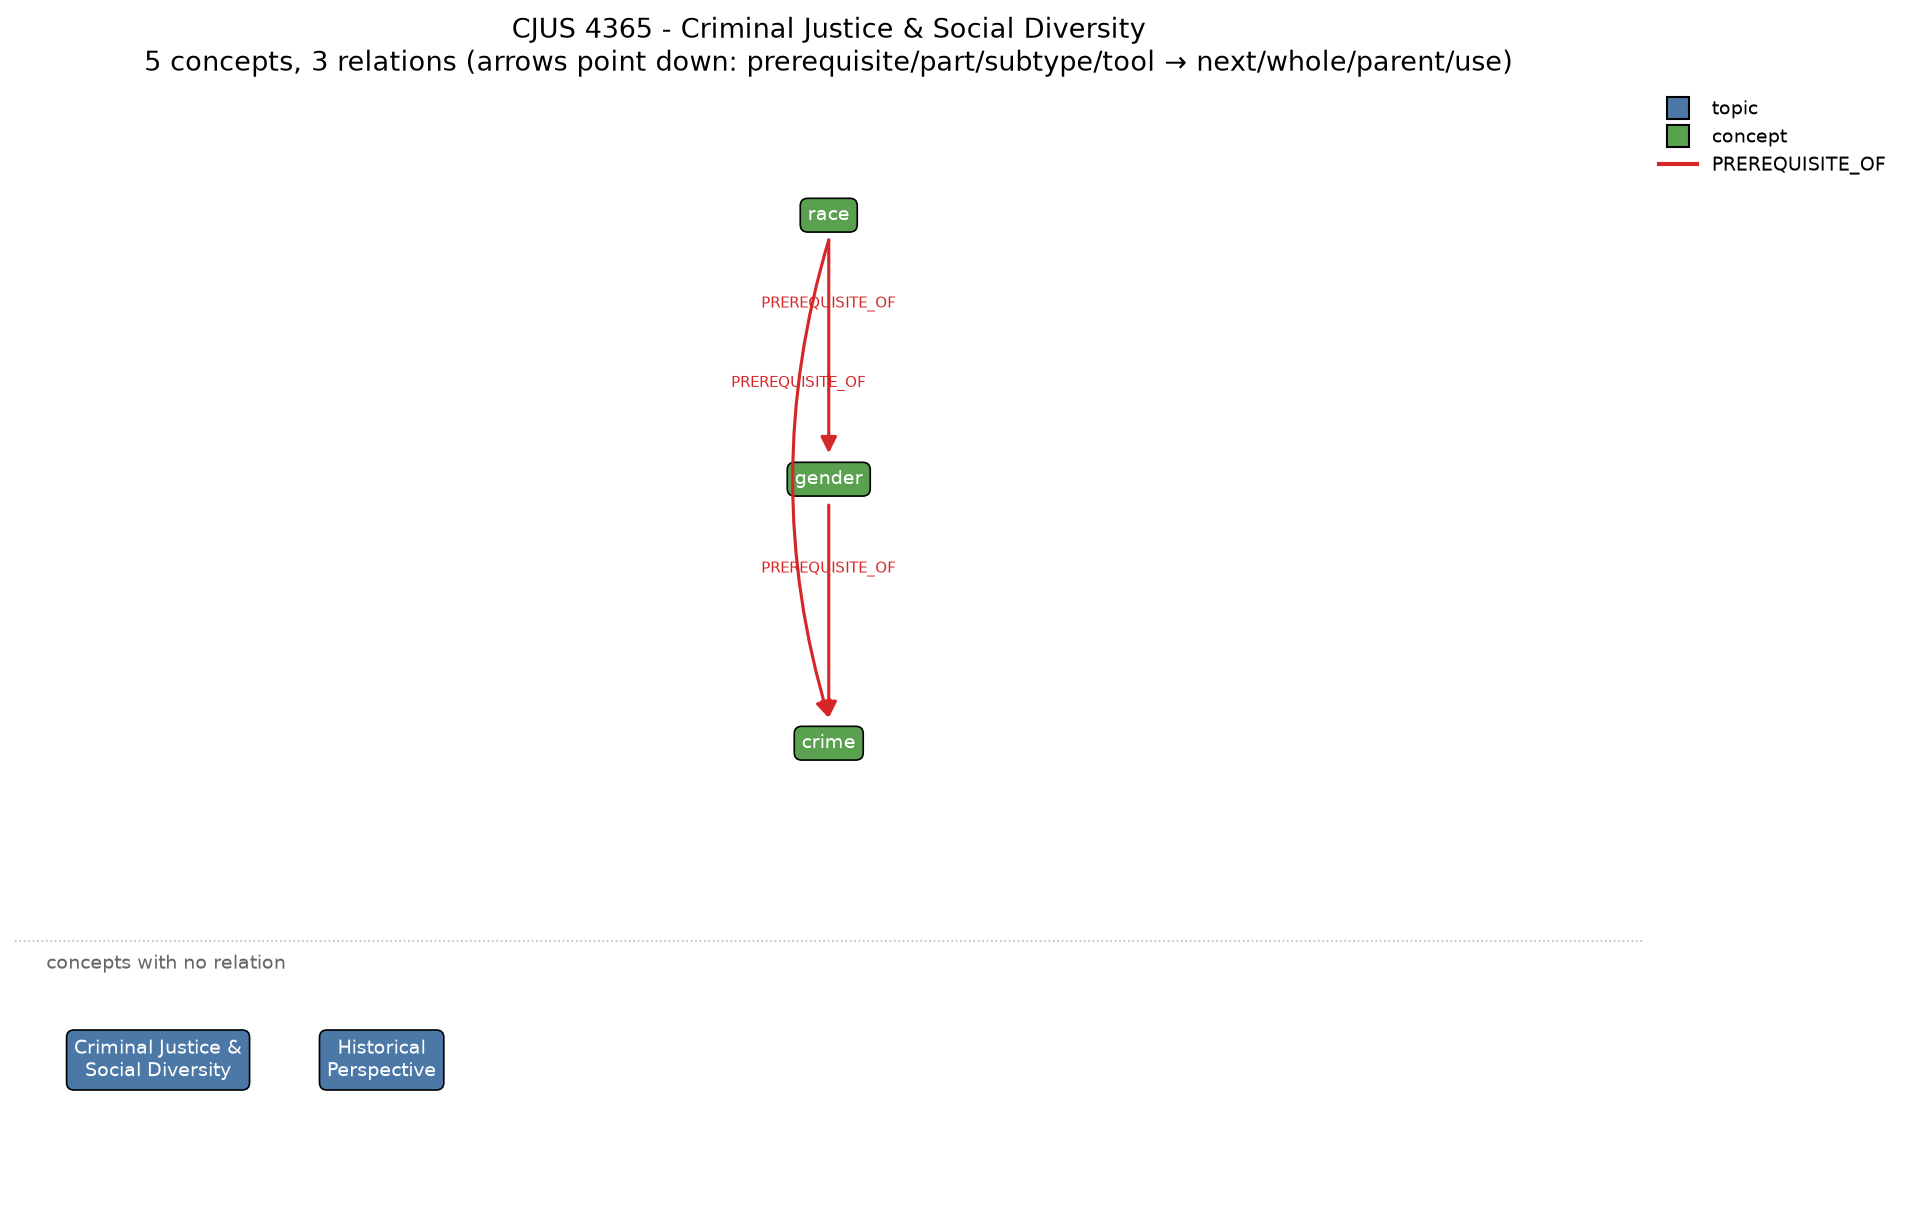 CJUS 4365 - Criminal Justice & Social Diversity
5 concepts, 3 relations (arrows point down: prerequisite/part/subtype/tool → next/whole/parent/use)
topic
concept
PREREQUISITE_OF
race
PREREQUISITE_OF
PREREQUISITE_OF
gender
PREREQUISITE_OF
crime
concepts with no relation
Criminal Justice &
Social Diversity
Historical
Perspective